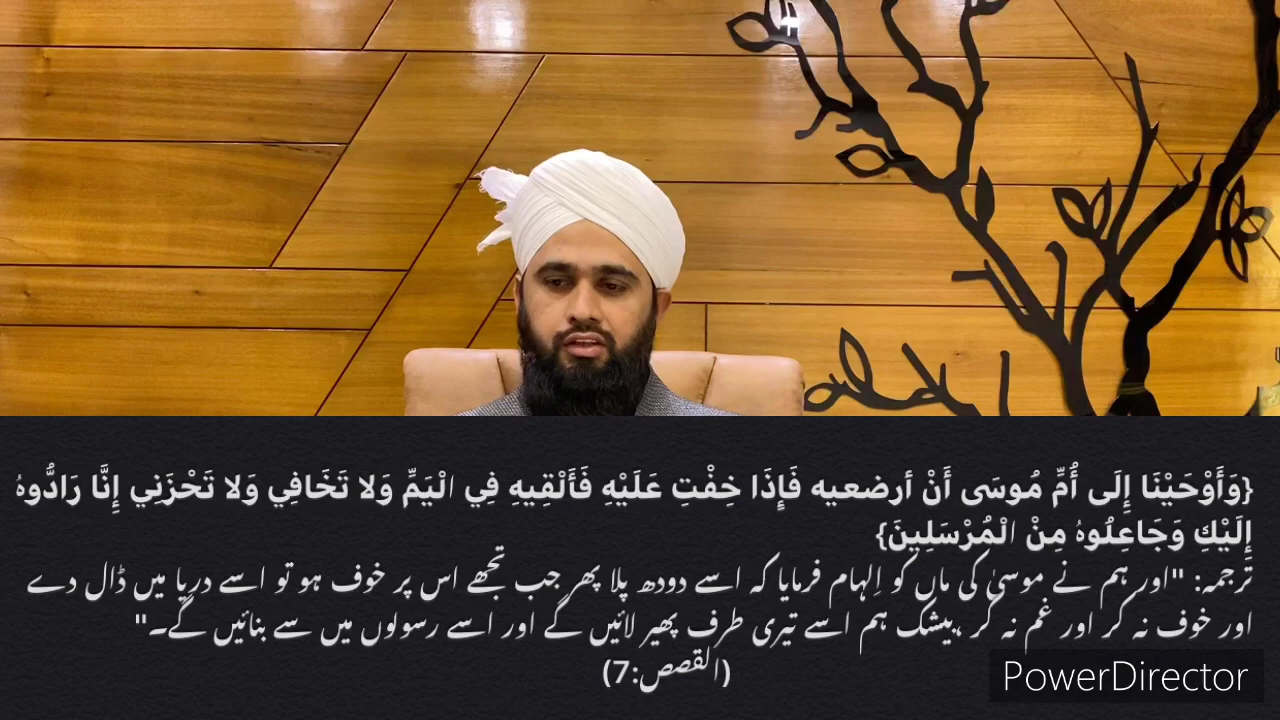 {وَأَوْحَيْنَا إِلَى أُمِّ مُوسَى أَنْ أرضعيه فَإِذَا خِفْتِ عَلَيْهِ فَأَلْقِيهِ فِي الْيَمِّ وَلا تَخَافِي وَلا تَحْزَنِي إِنَّا رَادُّوهُ
إِلَيْكِ وَجَاعِلُوهُ مِنْ الْمُرْسَلِينَ}
ترجمہ: "اور ہم نے موسیٰ کی ماں کو اِلہام فرمایا کہ اسے دودھ پلا پھر جب تجھے اس پر خوف ہو تو اسے دریا میں ڈال دے
اور خوف نہ کر اور غم نہ کر، بیشک ہم اسے تیری طرف پھیر لائیں گے اور اسے رسولوں میں سے بنائیں گے۔"
(القصص:7)
PowerDirector